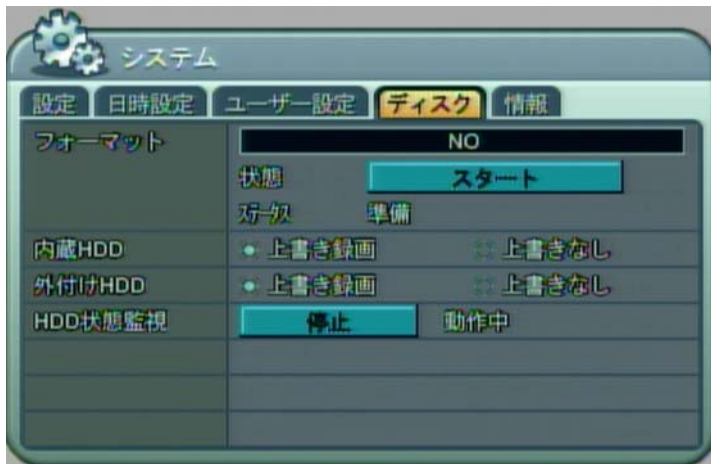 システム
設定 日時設定 ユーザー設定 ディスク 情報
フォーマット NO
状態 スタート
ステータス 準備
内蔵HDD 上書き録画 上書きなし
外付けHDD 上書き録画 上書きなし
HDD状態監視 停止 動作中